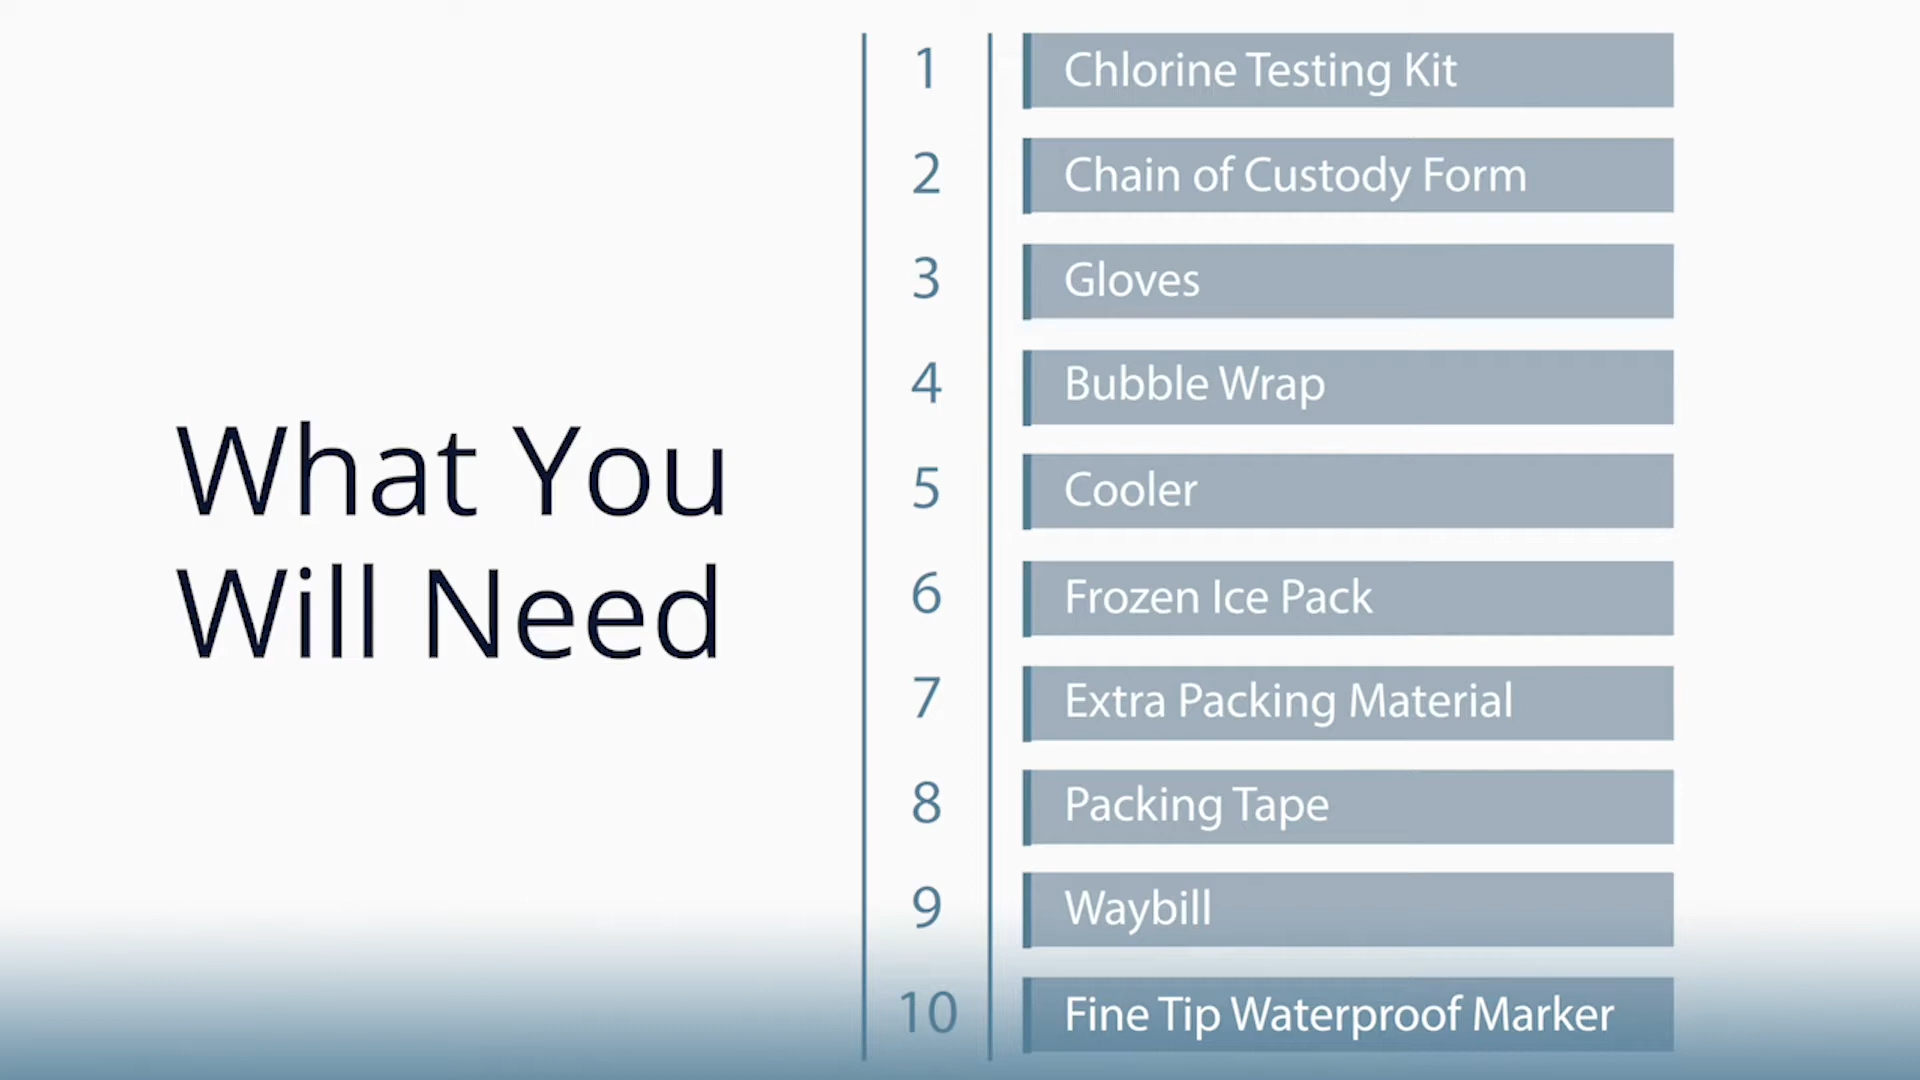 What You
Will Need
1 Chlorine Testing Kit
2 Chain of Custody Form
3 Gloves
4 Bubble Wrap
5 Cooler
6 Frozen Ice Pack
7 Extra Packing Material
8 Packing Tape
9 Waybill
10 Fine Tip Waterproof Marker